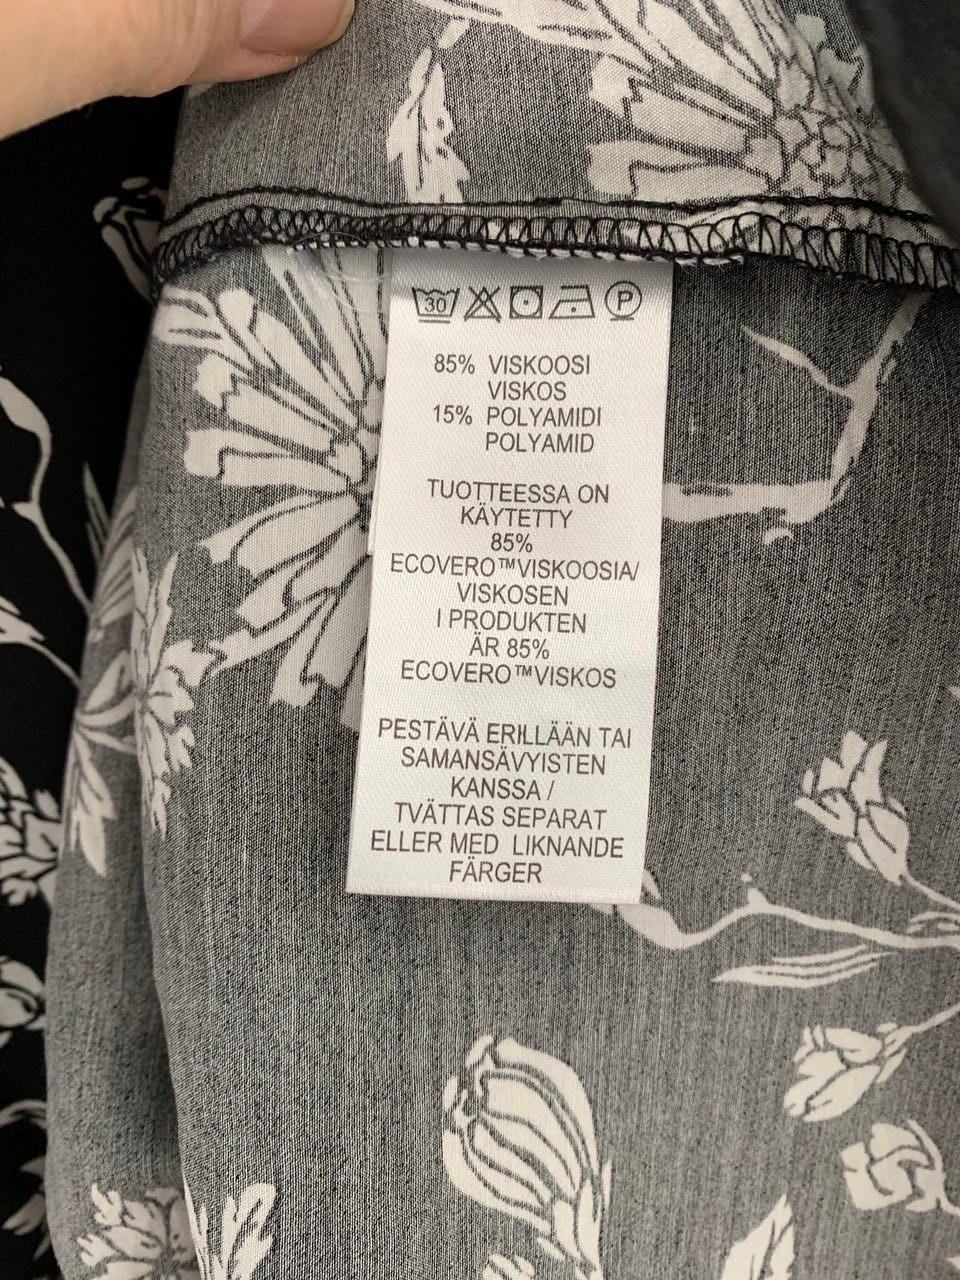 30 P
85% VISKOOSI
VISKOS
15% POLYAMIDI
POLYAMID
TUOTTEESSA ON
KÄYTETTY
85%
ECOVERO™VISKOOSIA/
VISKOSEN
I PRODUKTEN
ÄR 85%
ECOVERO™VISKOS
PESTÄVÄ ERILLÄÄN TAI
SAMANSÄVYISTEN
KANSSA /
TVÄTTAS SEPARAT
ELLER MED LIKNANDE
FÄRGER